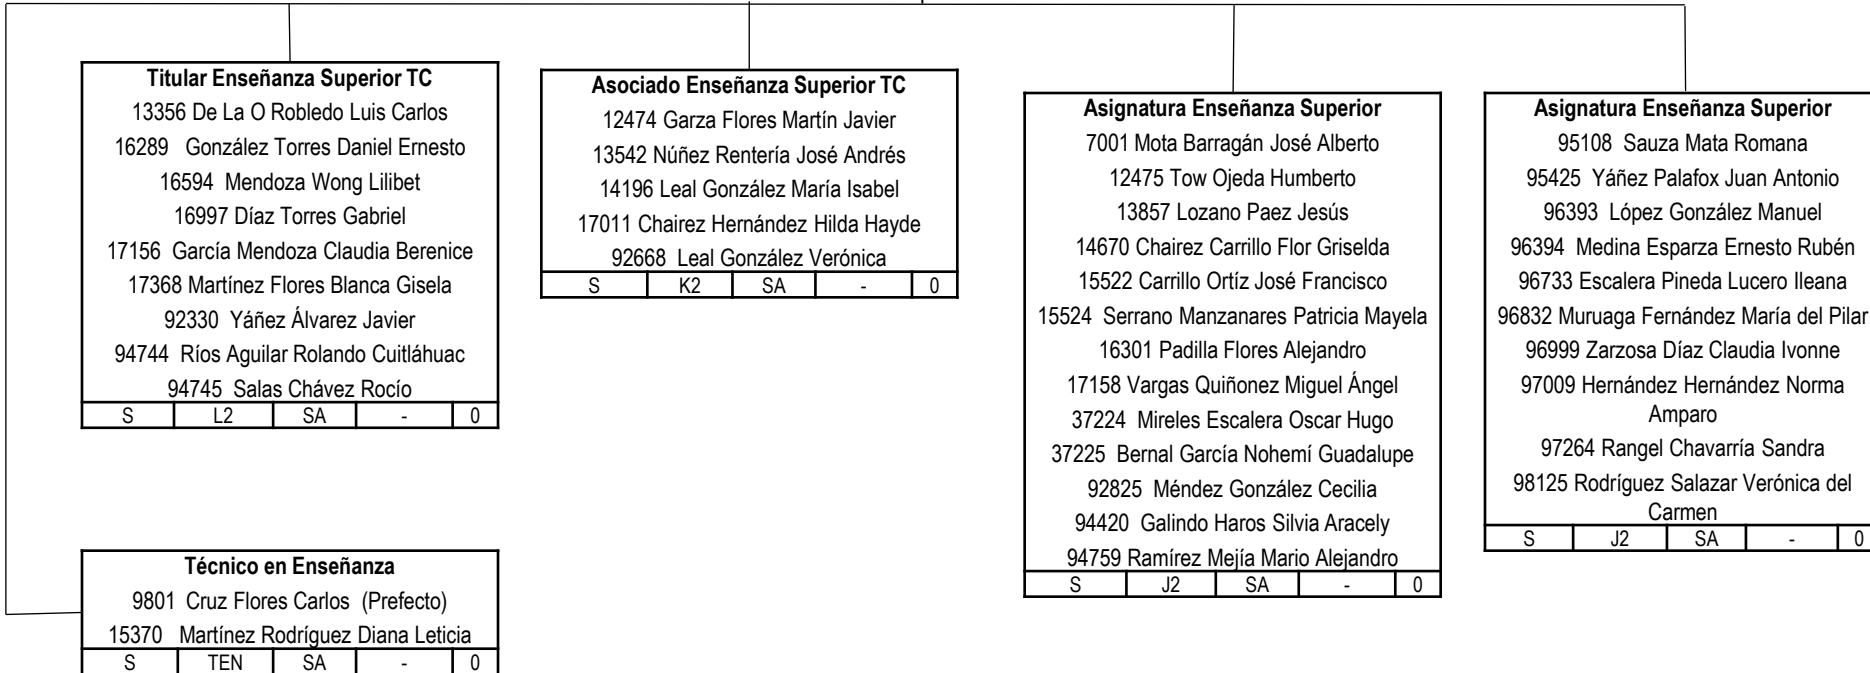 Titular Enseñanza Superior TC
13356 De La O Robledo Luis Carlos
16289 González Torres Daniel Ernesto
16594 Mendoza Wong Lilibet
16997 Díaz Torres Gabriel
17156 García Mendoza Claudia Berenice
17368 Martínez Flores Blanca Gisela
92330 Yáñez Álvarez Javier
94744 Ríos Aguilar Rolando Cuitláhuac
94745 Salas Chávez Rocío
S L2 SA - 0
Asociado Enseñanza Superior TC
12474 Garza Flores Martín Javier
13542 Núñez Rentería José Andrés
14196 Leal González María Isabel
17011 Chairez Hernández Hilda Hayde
92668 Leal González Verónica
S K2 SA - 0
Asignatura Enseñanza Superior
7001 Mota Barragán José Alberto
12475 Tow Ojeda Humberto
13857 Lozano Paez Jesús
14670 Chairez Carrillo Flor Griselda
15522 Carrillo Ortíz José Francisco
15524 Serrano Manzanares Patricia Mayela
16301 Padilla Flores Alejandro
17158 Vargas Quiñonez Miguel Ángel
37224 Mireles Escalera Oscar Hugo
37225 Bernal García Nohemí Guadalupe
92825 Méndez González Cecilia
94420 Galindo Haros Silvia Aracely
94759 Ramírez Mejía Mario Alejandro
S J2 SA - 0
Asignatura Enseñanza Superior
95108 Sauza Mata Romana
95425 Yáñez Palafox Juan Antonio
96393 López González Manuel
96394 Medina Esparza Ernesto Rubén
96733 Escalera Pineda Lucero Ileana
96832 Muruaga Fernández María del Pilar
96999 Zarzosa Díaz Claudia Ivonne
97009 Hernández Hernández Norma
Amparo
97264 Rangel Chavarría Sandra
98125 Rodríguez Salazar Verónica del
Carmen
S J2 SA - 0
Técnico en Enseñanza
9801 Cruz Flores Carlos (Prefecto)
15370 Martínez Rodríguez Diana Leticia
S TEN SA - 0